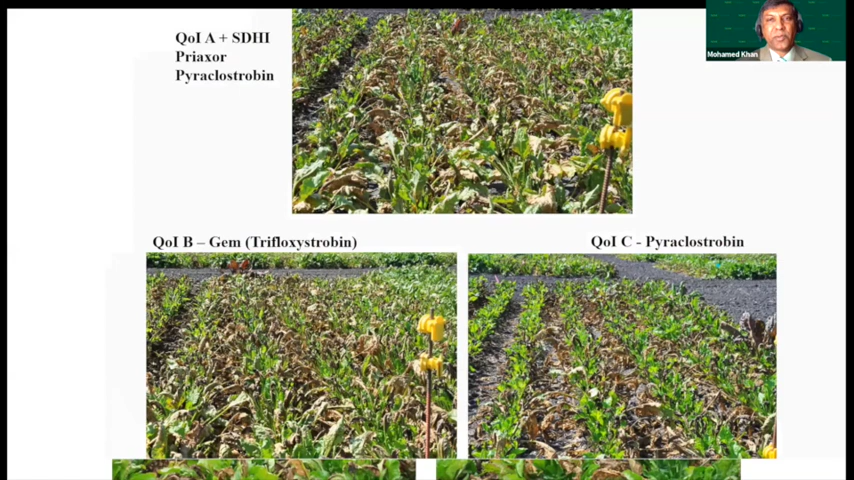 QoI A + SDHI
Priaxor
Pyraclostrobin
Mohamed Khan
QoI B – Gem (Trifloxystrobin)
QoI C - Pyraclostrobin